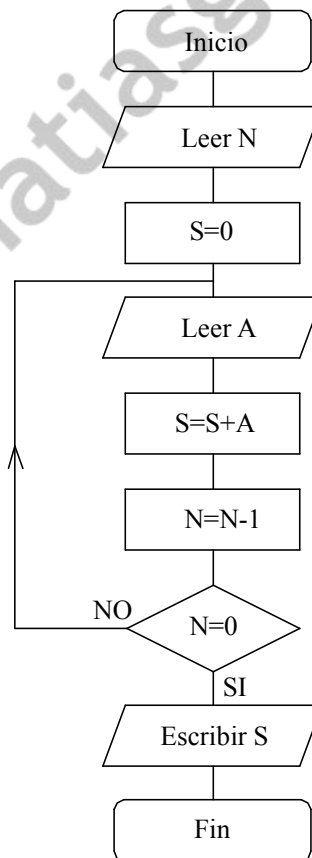 Inicio
Leer N
S=0
Leer A
S=S+A
N=N-1
NO
N=0
SI
Escribir S
Fin